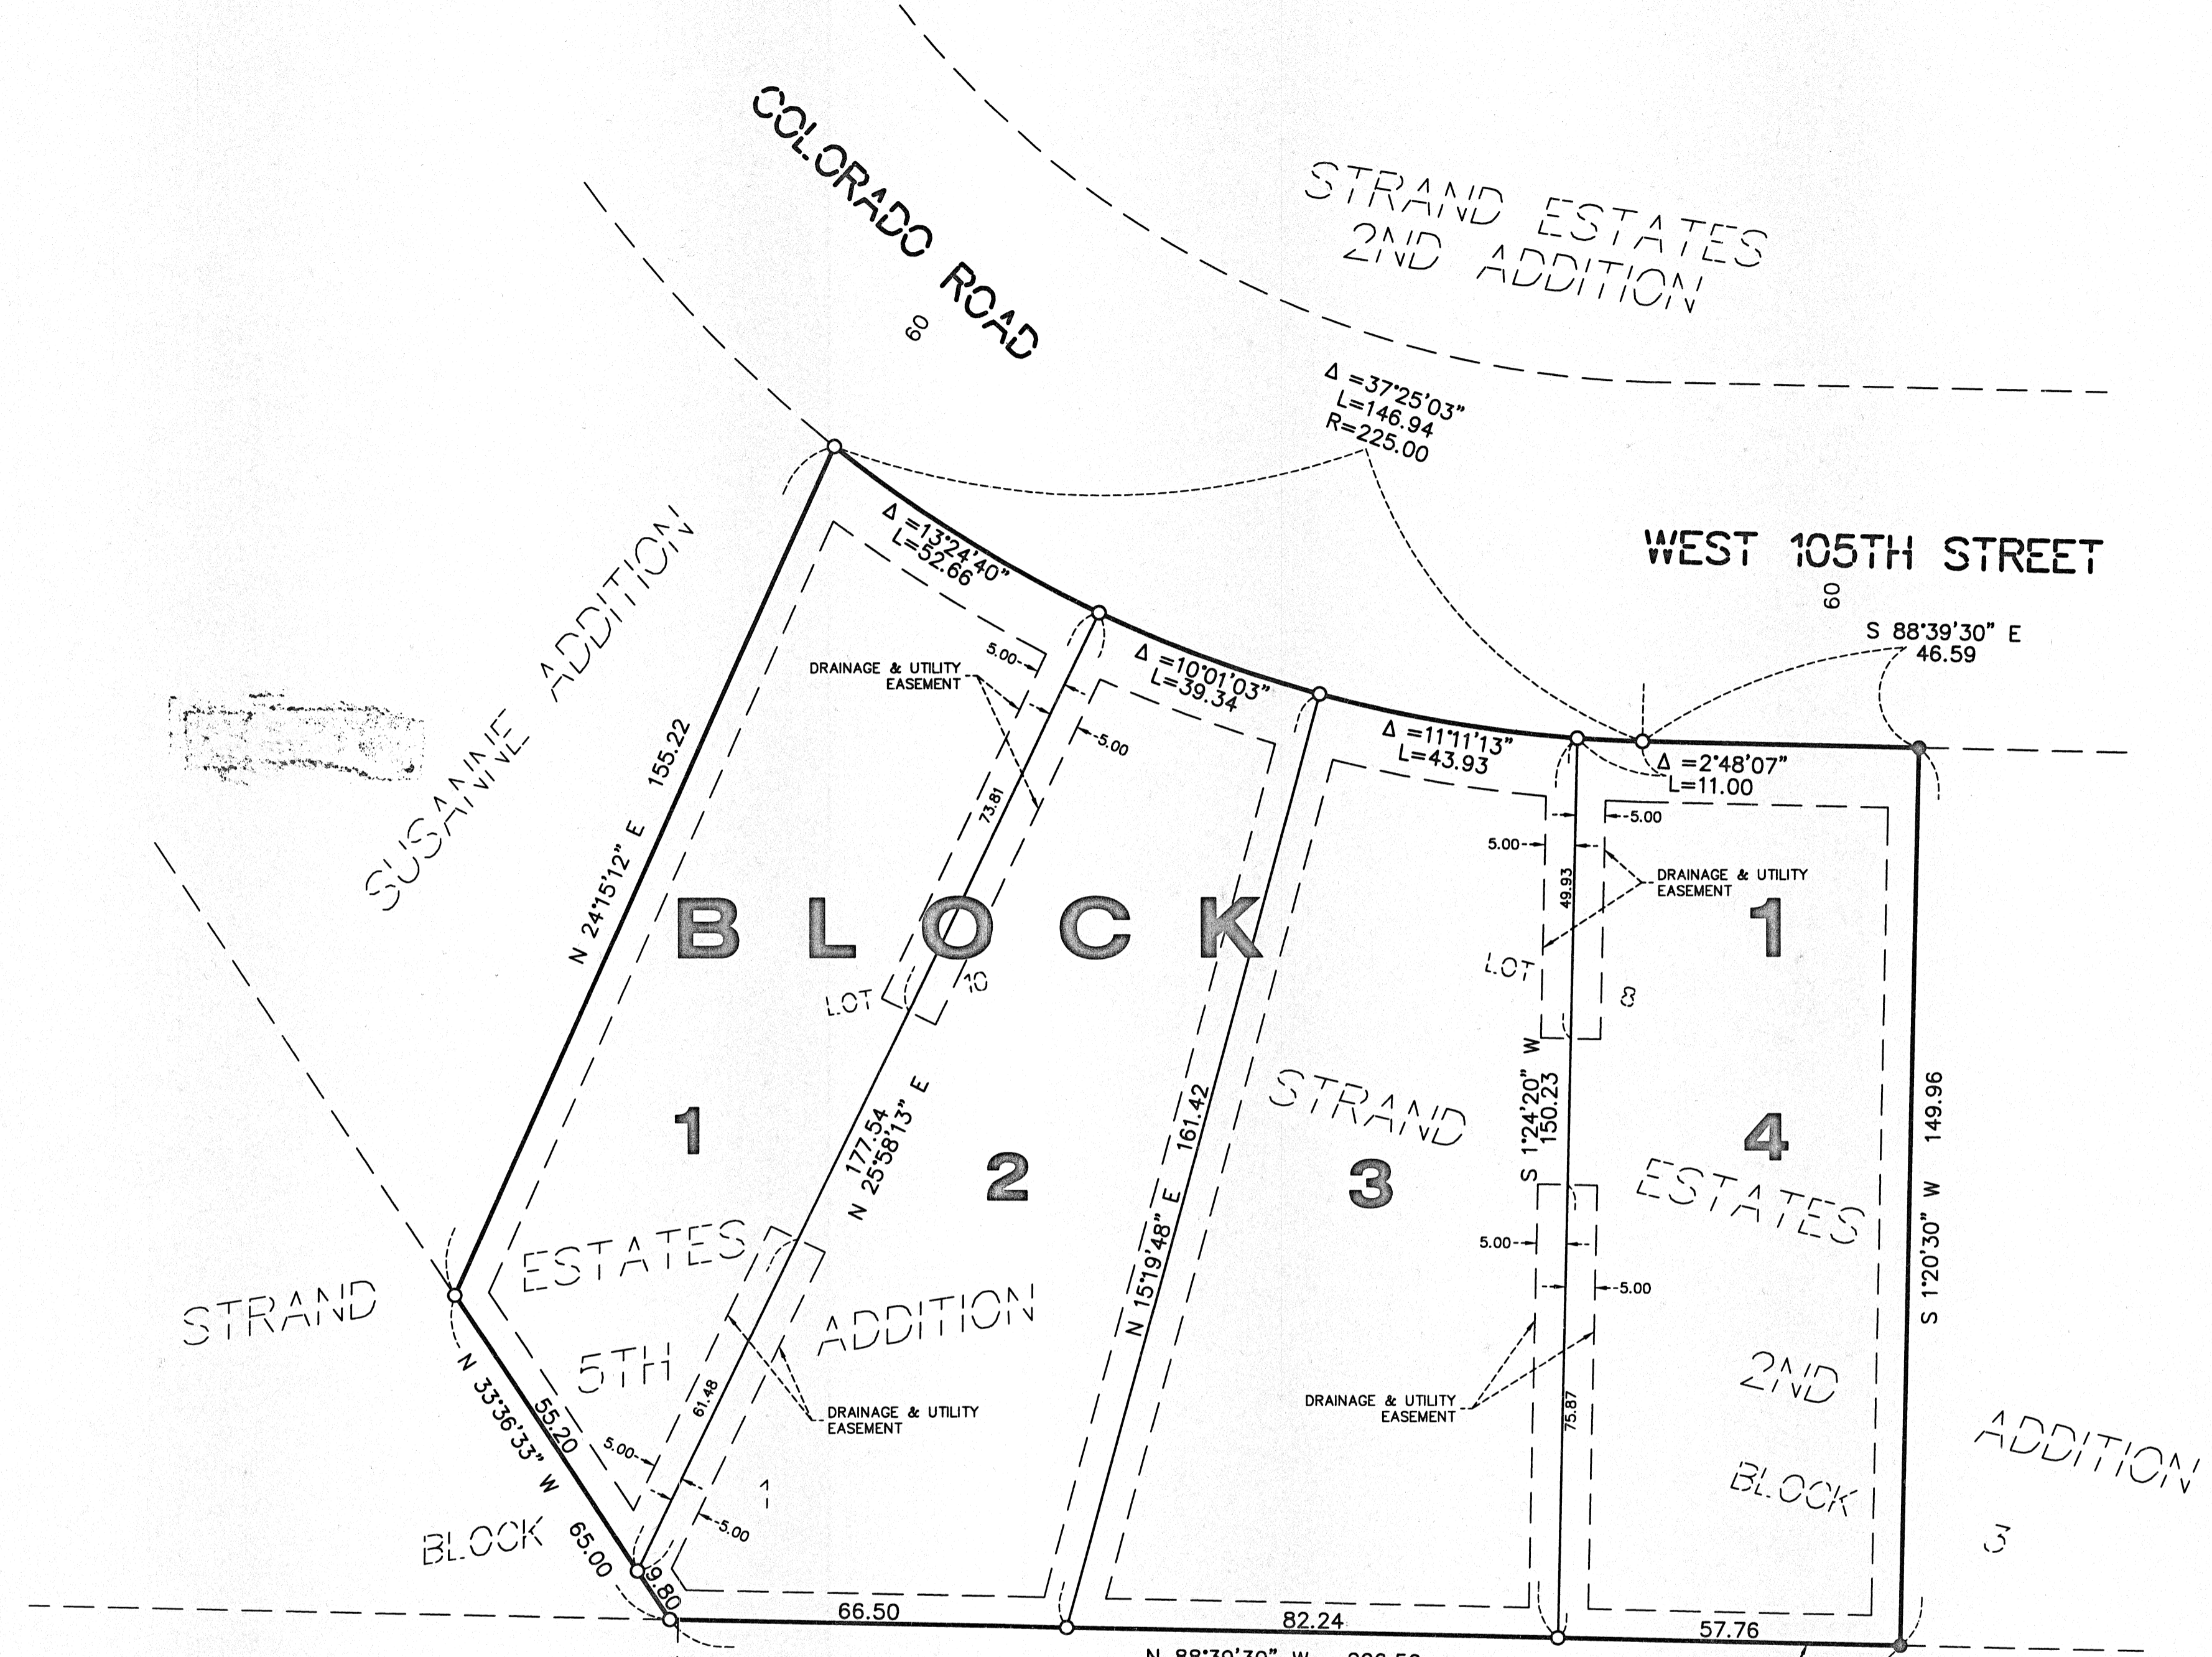 COLORADO ROAD
60
STRAND ESTATES
2ND ADDITION
Δ =37°25'03"
L=146.94
R=225.00
WEST 105TH STREET
60
S 88°39'30" E
46.59
Δ =13°24'40"
L=52.66
Δ =10°01'03"
L=39.34
Δ =11°11'13"
L=43.93
Δ =2°48'07"
L=11.00
SUSANNE ADDITION
N 24°15'12" E 155.22
DRAINAGE & UTILITY
EASEMENT
5.00
5.00
73.81
5.00
5.00
49.93
DRAINAGE & UTILITY
EASEMENT
BLOCK 1
LOT 10
LOT 8
1
2
3
4
177.54
N 25°58'13" E
N 15°19'48" E 161.42
S 1°24'20" W
150.23
S 1°20'30" W 149.96
STRAND ESTATES
2ND ADDITION
BLOCK 3
STRAND ESTATES
5TH ADDITION
BLOCK 1
5.00
5.00
75.87
DRAINAGE & UTILITY
EASEMENT
61.48
DRAINAGE & UTILITY
EASEMENT
5.00
5.00
N 33°36'33" W
55.20
65.00
9.80
66.50
82.24
57.76